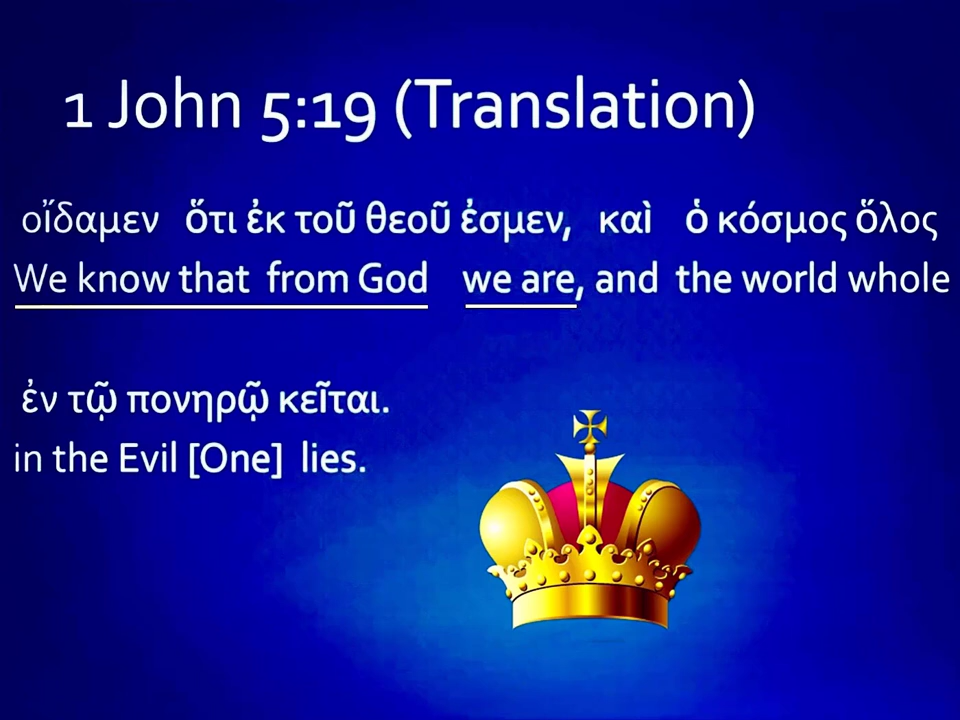 1 John 5:19 (Translation)
οἴδαμεν ὅτι ἐκ τοῦ θεοῦ ἐσμεν, καὶ ὁ κόσμος ὅλος
We know that from God we are, and the world whole
ἐν τῷ πονηρῷ κεῖται.
in the Evil [One] lies.